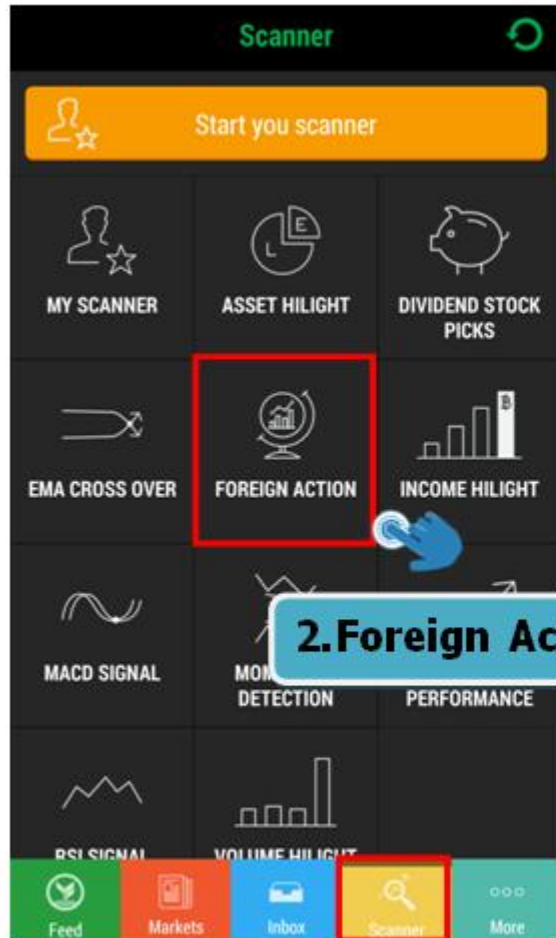 Scanner
Start you scanner
MY SCANNER
ASSET HILIGHT
DIVIDEND STOCK
PICKS
EMA CROSS OVER
FOREIGN ACTION
INCOME HILIGHT
MACD SIGNAL
2.Foreign Ac
DETECTION
PERFORMANCE
RSI SIGNAL
VOLUME HILIGHT
Feed
Markets
Inbox
Scanner
More